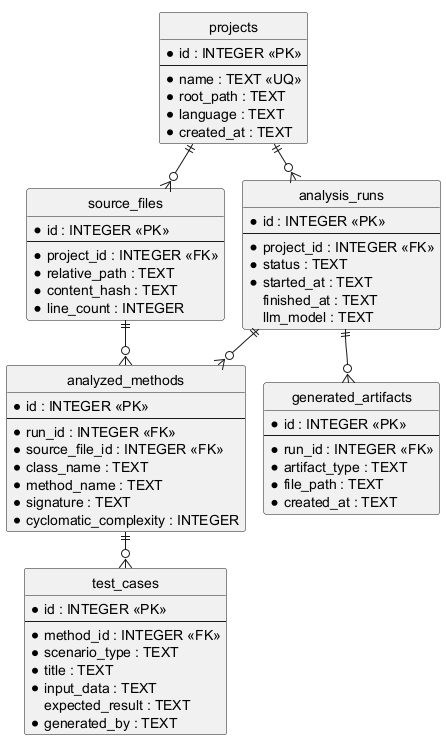 projects
id : INTEGER «PK»
name : TEXT «UQ»
root_path : TEXT
language : TEXT
created_at : TEXT
source_files
id : INTEGER «PK»
project_id : INTEGER «FK»
relative_path : TEXT
content_hash : TEXT
line_count : INTEGER
analysis_runs
id : INTEGER «PK»
project_id : INTEGER «FK»
status : TEXT
started_at : TEXT
finished_at : TEXT
llm_model : TEXT
analyzed_methods
id : INTEGER «PK»
run_id : INTEGER «FK»
source_file_id : INTEGER «FK»
class_name : TEXT
method_name : TEXT
signature : TEXT
cyclomatic_complexity : INTEGER
generated_artifacts
id : INTEGER «PK»
run_id : INTEGER «FK»
artifact_type : TEXT
file_path : TEXT
created_at : TEXT
test_cases
id : INTEGER «PK»
method_id : INTEGER «FK»
scenario_type : TEXT
title : TEXT
input_data : TEXT
expected_result : TEXT
generated_by : TEXT